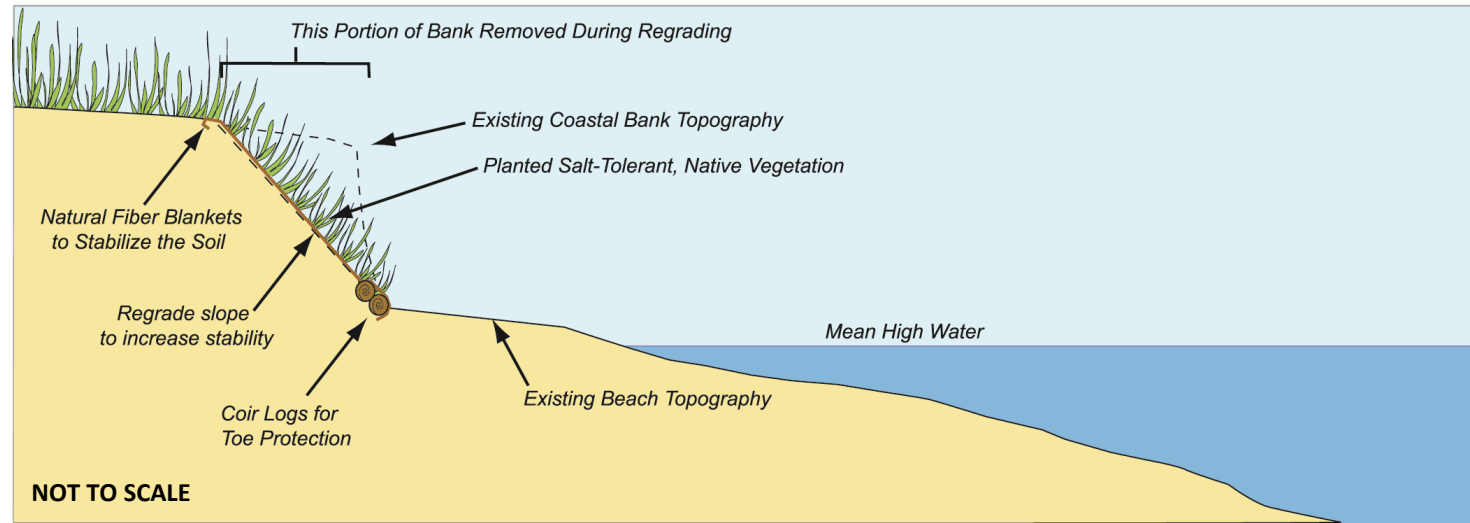 This Portion of Bank Removed During Regrading
Existing Coastal Bank Topography
Planted Salt-Tolerant, Native Vegetation
Natural Fiber Blankets
to Stabilize the Soil
Regrade slope
to increase stability
Mean High Water
Existing Beach Topography
Coir Logs for
Toe Protection
NOT TO SCALE